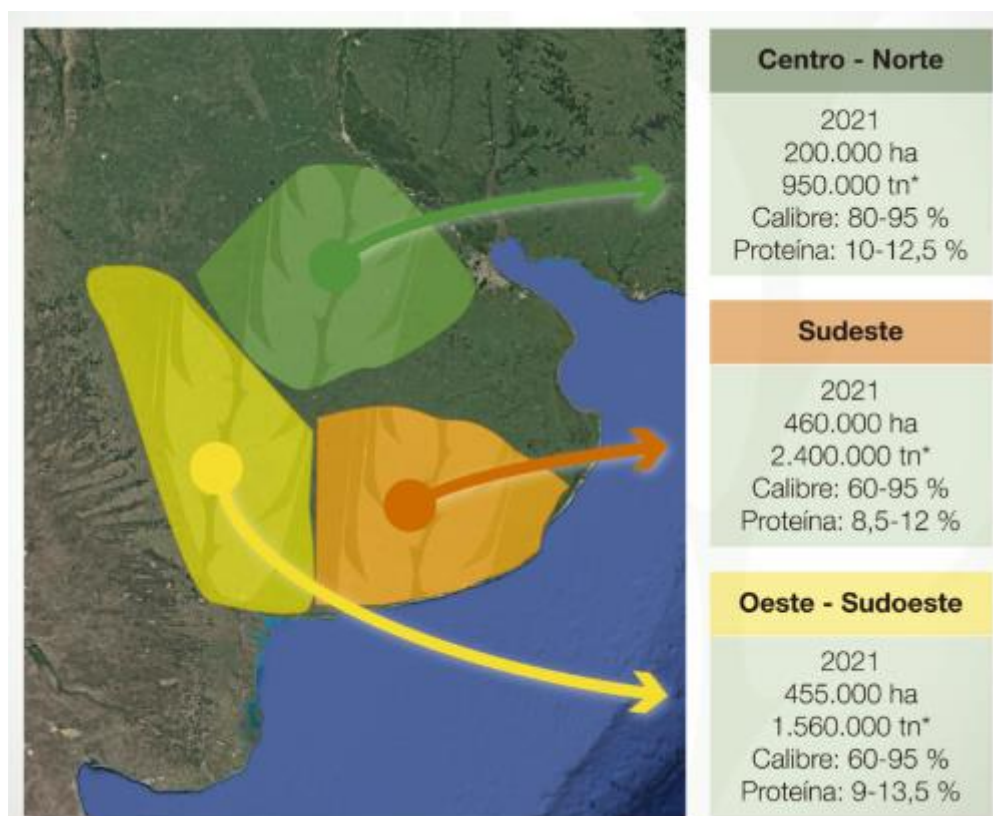 Centro - Norte
2021
200.000 ha
950.000 tn*
Calibre: 80-95 %
Proteína: 10-12,5 %
Sudeste
2021
460.000 ha
2.400.000 tn*
Calibre: 60-95 %
Proteína: 8,5-12 %
Oeste - Sudoeste
2021
455.000 ha
1.560.000 tn*
Calibre: 60-95 %
Proteína: 9-13,5 %